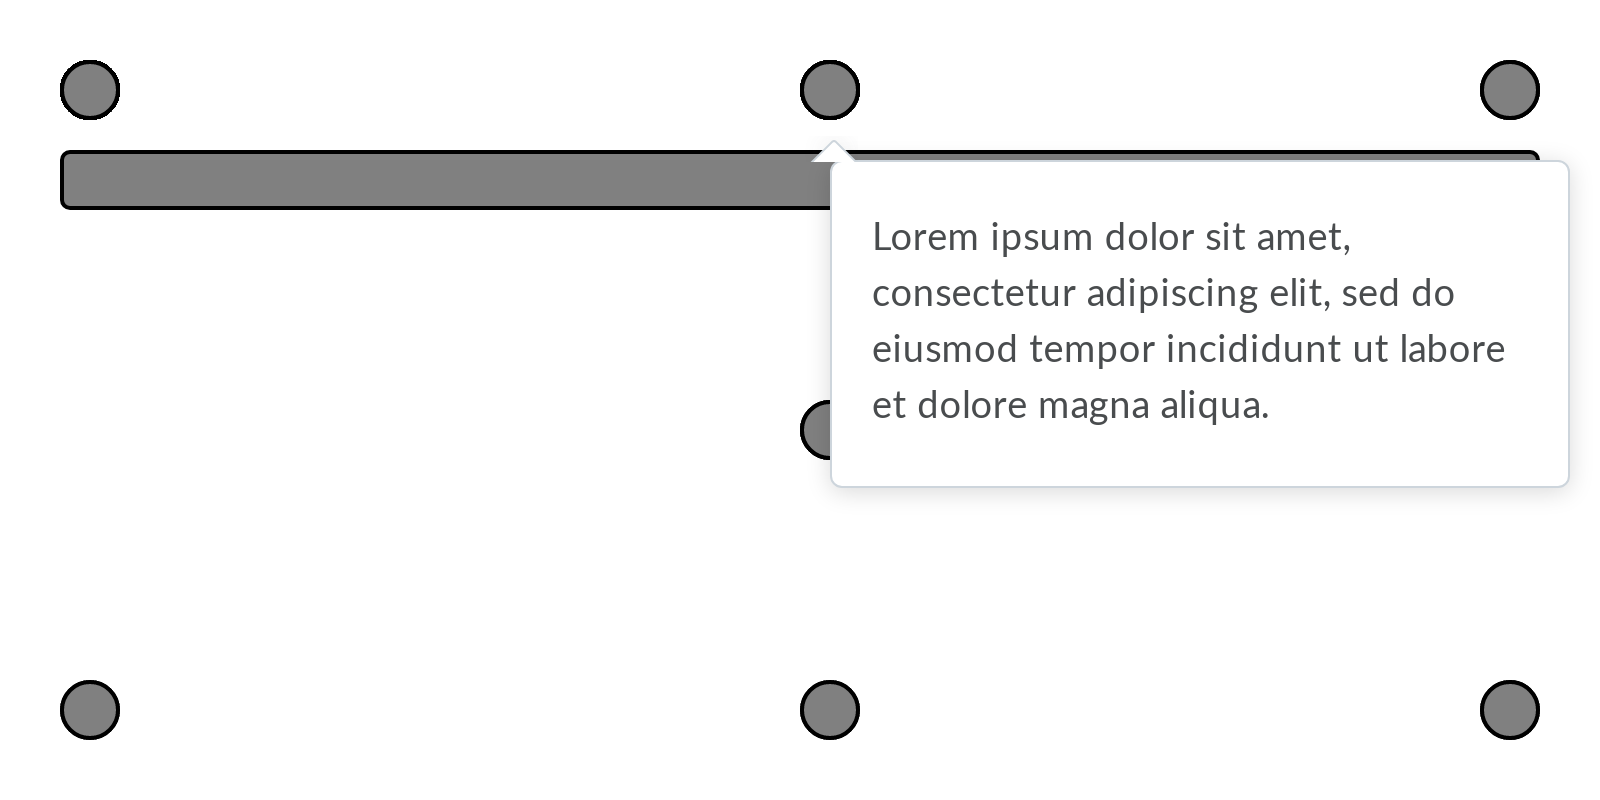 Lorem ipsum dolor sit amet,
consectetur adipiscing elit, sed do
eiusmod tempor incididunt ut labore
et dolore magna aliqua.